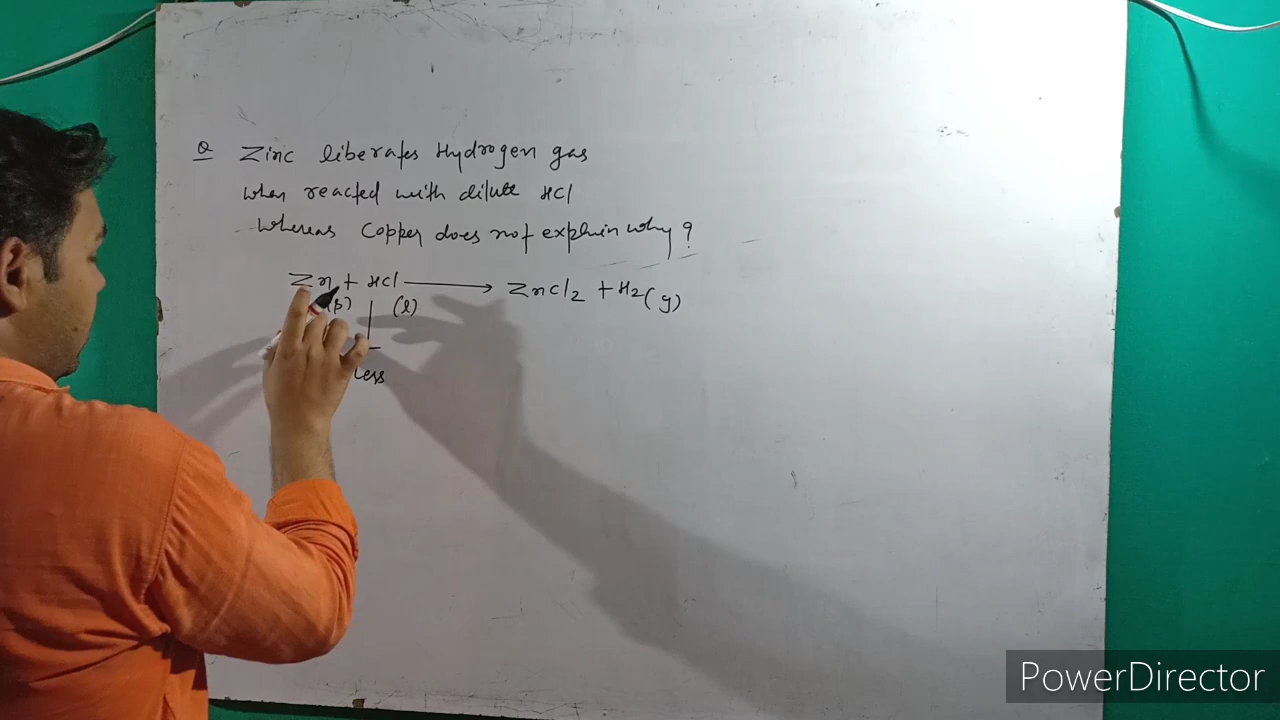 Q Zinc liberates Hydrogen gas
when reacted with dilute HCl
Whereas Copper does not explain why ?
Zn + HCl ⟶ ZnCl2 + H2(g)
(l)
Less
PowerDirector